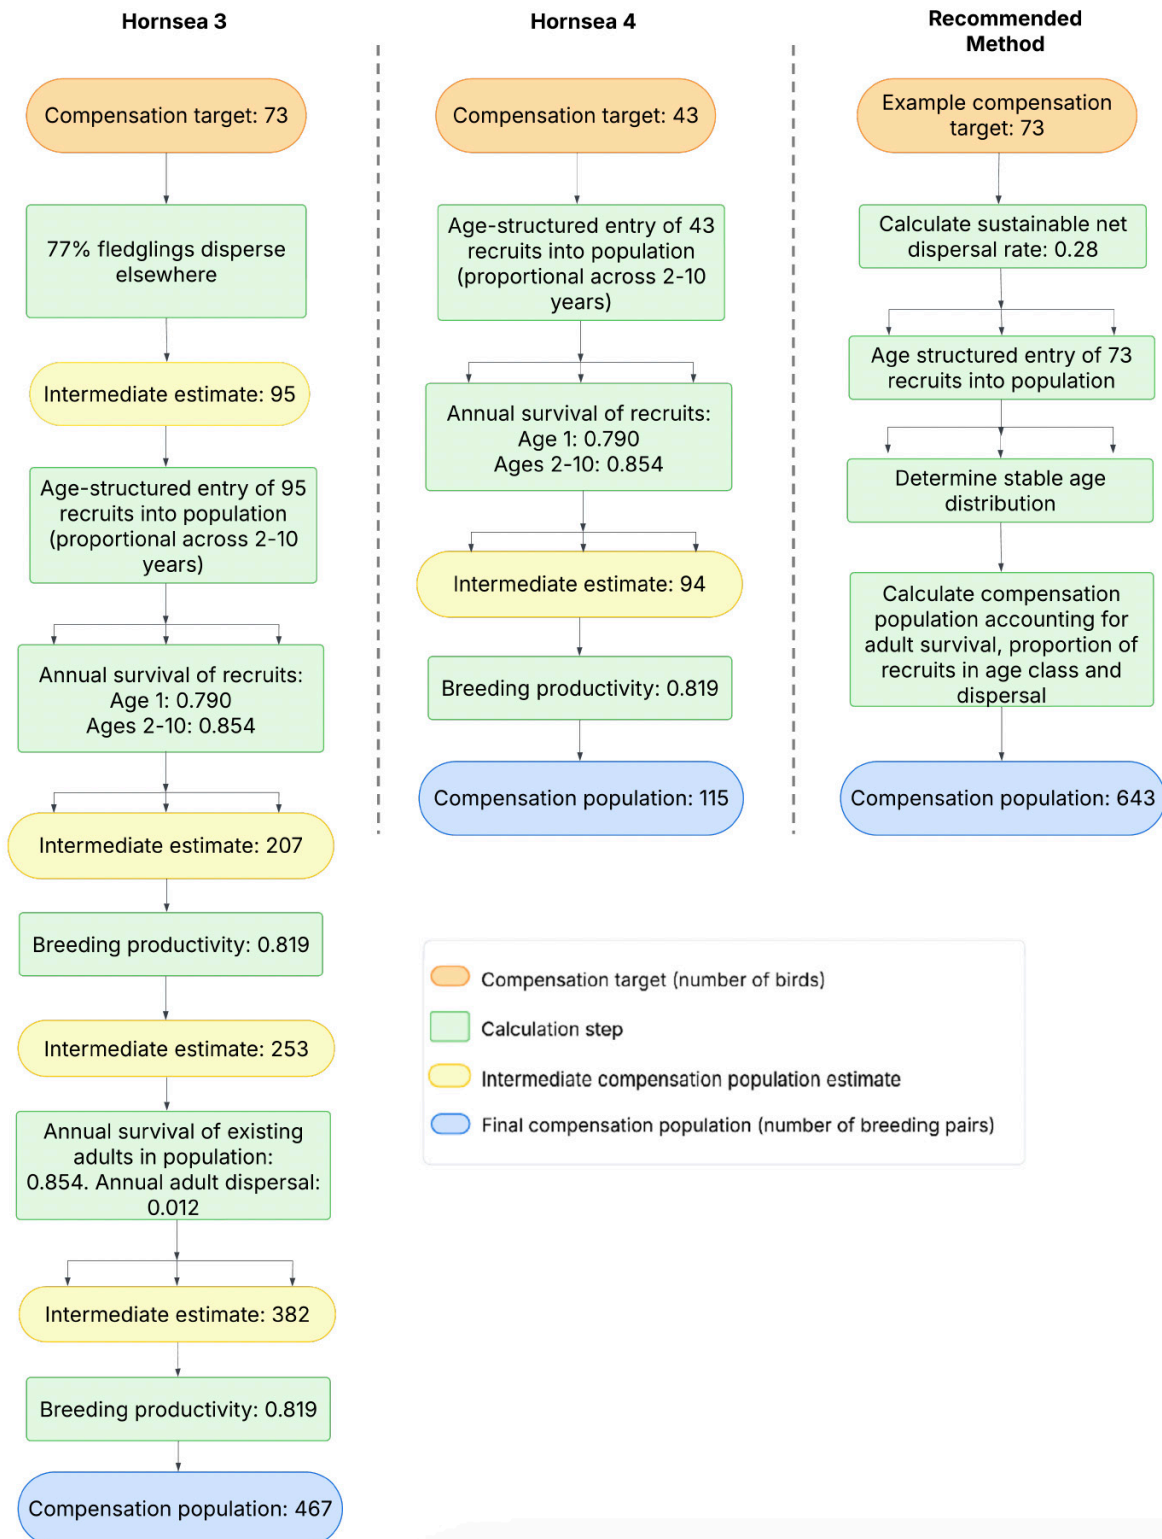 Hornsea 3
Compensation target: 73
77% fledglings disperse
elsewhere
Intermediate estimate: 95
Age-structured entry of 95
recruits into population
(proportional across 2-10
years)
Annual survival of recruits:
Age 1: 0.790
Ages 2-10: 0.854
Intermediate estimate: 207
Breeding productivity: 0.819
Intermediate estimate: 253
Annual survival of existing
adults in population:
0.854. Annual adult dispersal:
0.012
Intermediate estimate: 382
Breeding productivity: 0.819
Compensation population: 467
Hornsea 4
Compensation target: 43
Age-structured entry of 43
recruits into population
(proportional across 2-10
years)
Annual survival of recruits:
Age 1: 0.790
Ages 2-10: 0.854
Intermediate estimate: 94
Breeding productivity: 0.819
Compensation population: 115
Recommended
Method
Example compensation
target: 73
Calculate sustainable net
dispersal rate: 0.28
Age structured entry of 73
recruits into population
Determine stable age
distribution
Calculate compensation
population accounting for
adult survival, proportion of
recruits in age class and
dispersal
Compensation population: 643
Compensation target (number of birds)
Calculation step
Intermediate compensation population estimate
Final compensation population (number of breeding pairs)